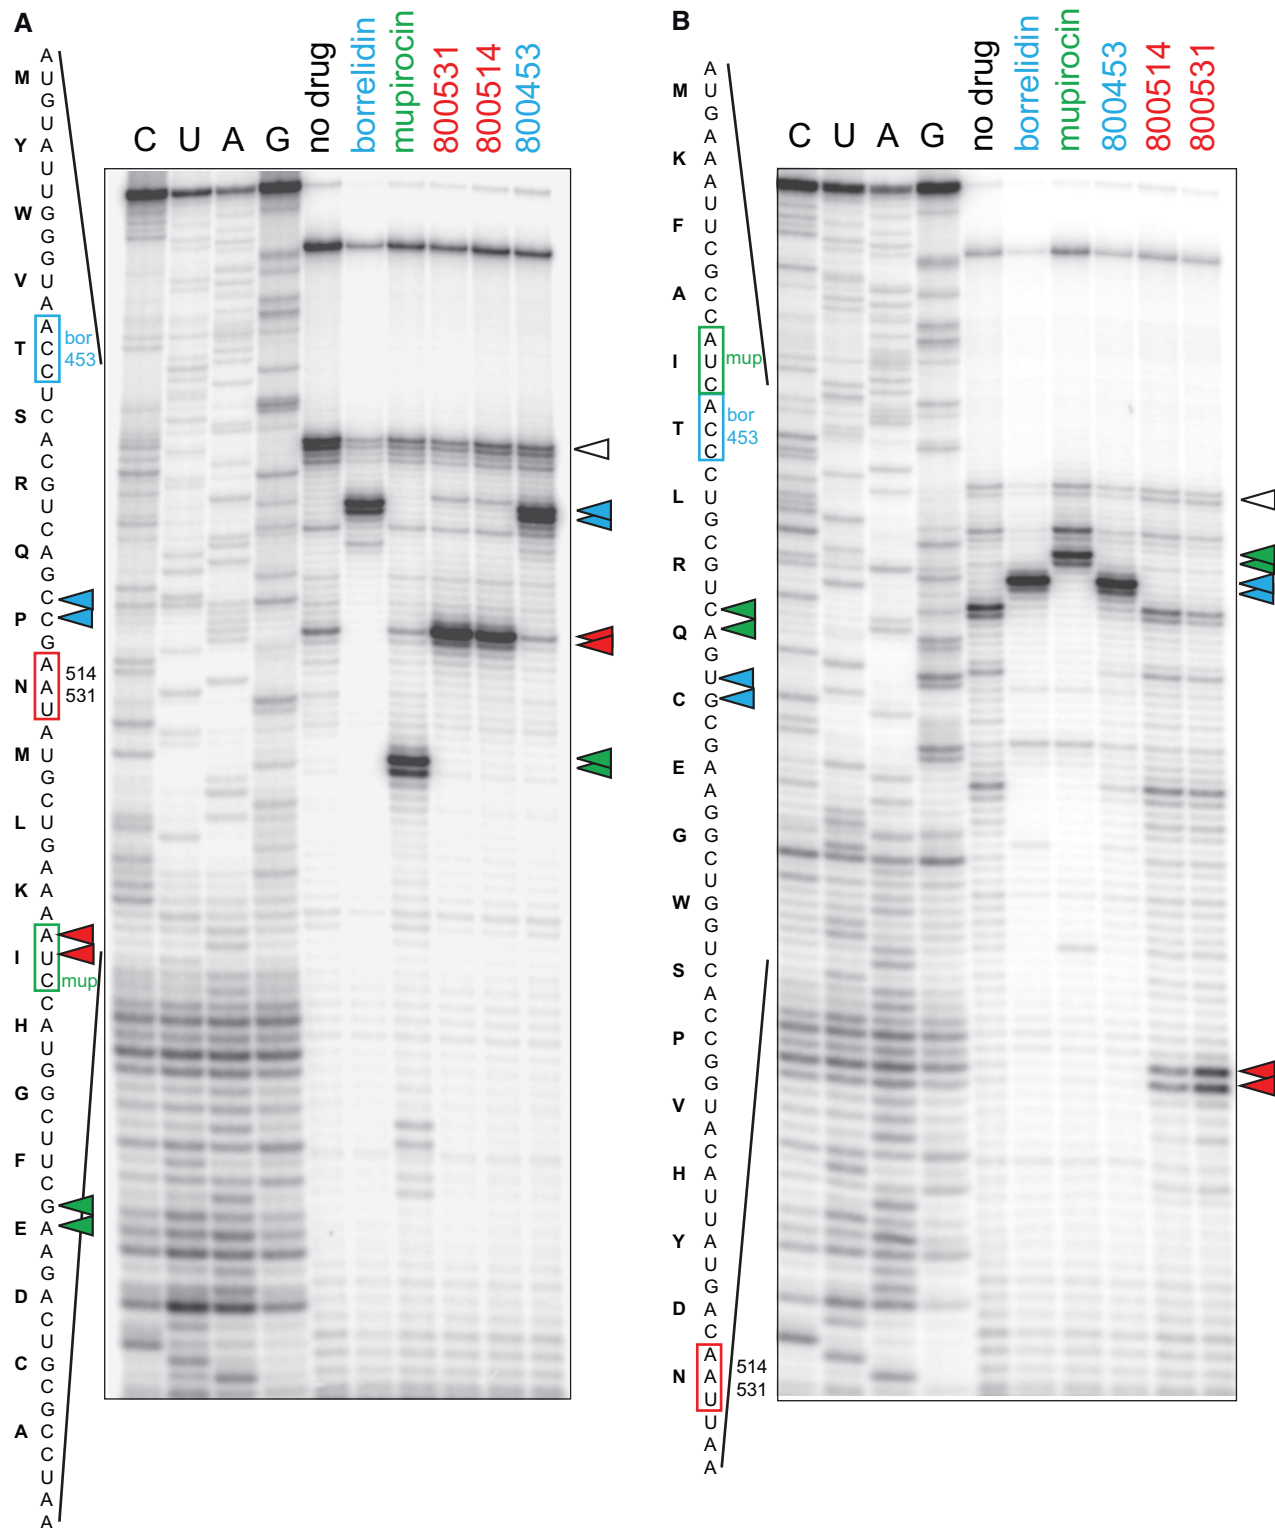 A
no drug
borrelidin
mupirocin
800531
800514
800453
C U A G
A
M U
G
U
Y A
U
U
W G
G
G
V U
A
A bor
T C 453
C
U
S C
A
C
R G
U
C
Q A
G
C
P C
G
A 514
N A 531
U
A
M U
G
C
L U
G
A
K A
A
A
I U
C mup
C
H A
U
G
G G
C
U
F U
C
G
E A
A
G
D A
C
U
C G
C
G
A C
C
U
A
A
B
no drug
borrelidin
mupirocin
800453
800514
800531
C U A G
A
M U
G
A
K A
A
U
F U
C
G
A C
C
A
I U mup
C
A bor
T C 453
C
C
L U
G
C
R G
U
C
Q A
G
U
C G
C
G
E A
A
G
G G
C
U
W G
G
U
S C
A
C
P C
G
G
V U
A
C
H A
U
U
Y A
U
G
D A
C
A 514
N A 531
U
U
A
A